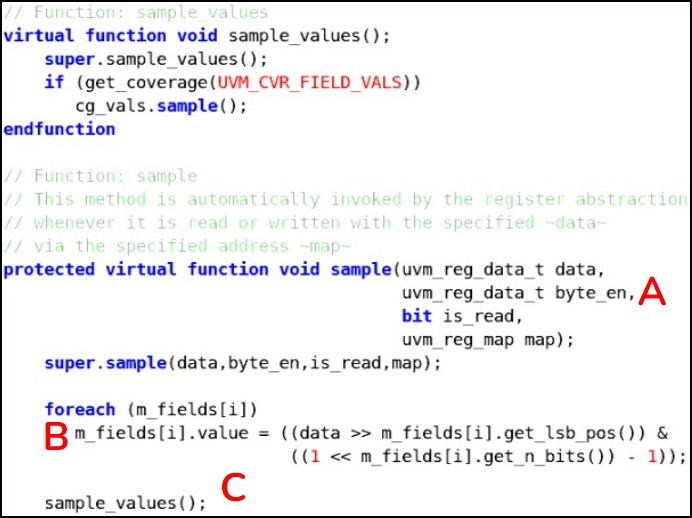 // Function: sample_values
virtual function void sample_values();
super.sample_values();
if (get_coverage(UVM_CVR_FIELD_VALS))
cg_vals.sample();
endfunction
// Function: sample
// This method is automatically invoked by the register abstraction
// whenever it is read or written with the specified ~data~
// via the specified address ~map~
protected virtual function void sample(uvm_reg_data_t data,
uvm_reg_data_t byte_en, A
bit is_read,
uvm_reg_map map);
super.sample(data,byte_en,is_read,map);
foreach (m_fields[i])
B m_fields[i].value = ((data >> m_fields[i].get_lsb_pos()) &
((1 << m_fields[i].get_n_bits()) - 1));
C
sample_values();